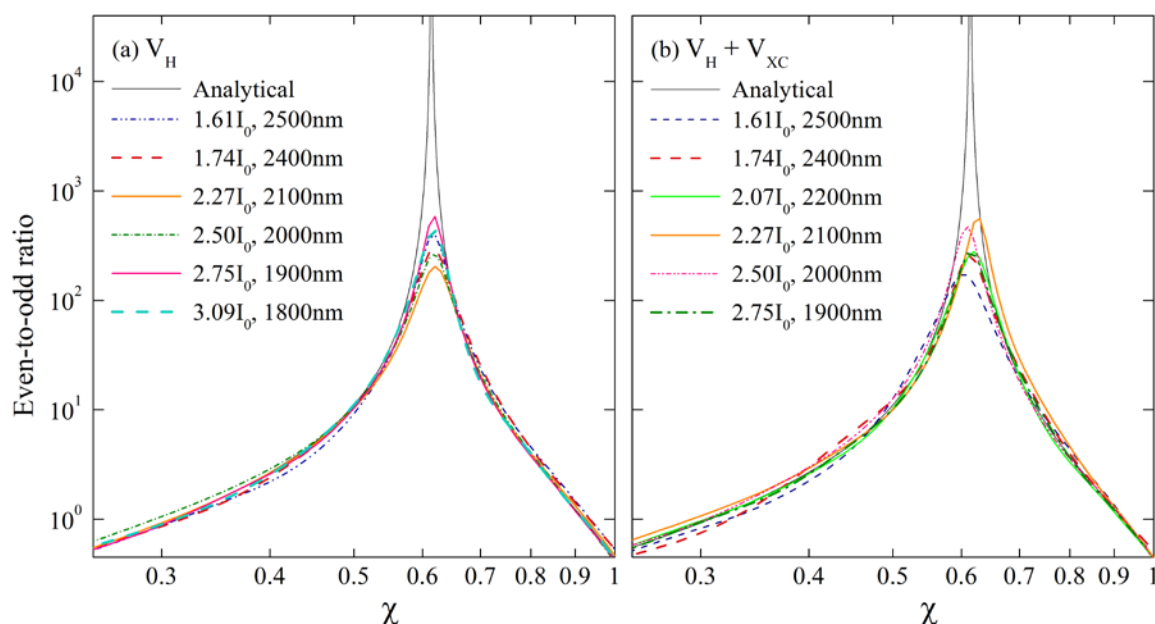 (a) V_H
Analytical
1.61I_0, 2500nm
1.74I_0, 2400nm
2.27I_0, 2100nm
2.50I_0, 2000nm
2.75I_0, 1900nm
3.09I_0, 1800nm
(b) V_H + V_XC
Analytical
1.61I_0, 2500nm
1.74I_0, 2400nm
2.07I_0, 2200nm
2.27I_0, 2100nm
2.50I_0, 2000nm
2.75I_0, 1900nm
Even-to-odd ratio
10^4
10^3
10^2
10^1
10^0
0.3 0.4 0.5 0.6 0.7 0.8 0.9 1
0.3 0.4 0.5 0.6 0.7 0.8 0.9 1
χ
χ